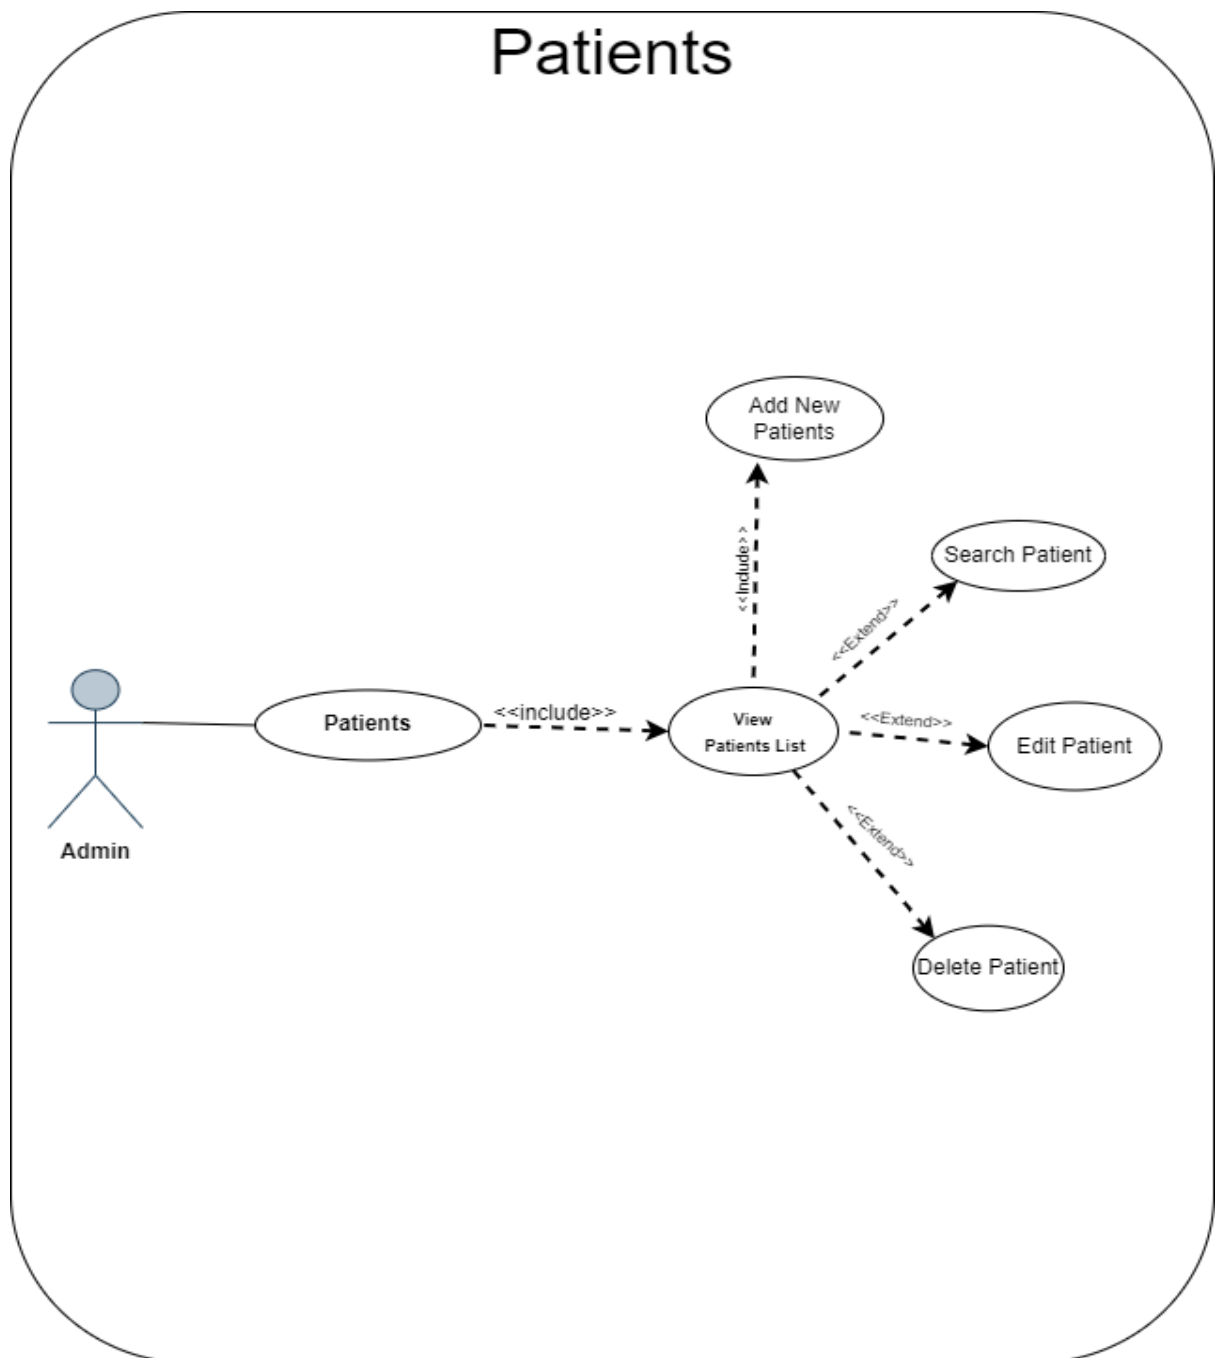 Patients
Add New
Patients
<<Include>>
Search Patient
<<Extend>>
Patients
<<include>>
View
Patients List
<<Extend>>
Edit Patient
<<Extend>>
Admin
Delete Patient